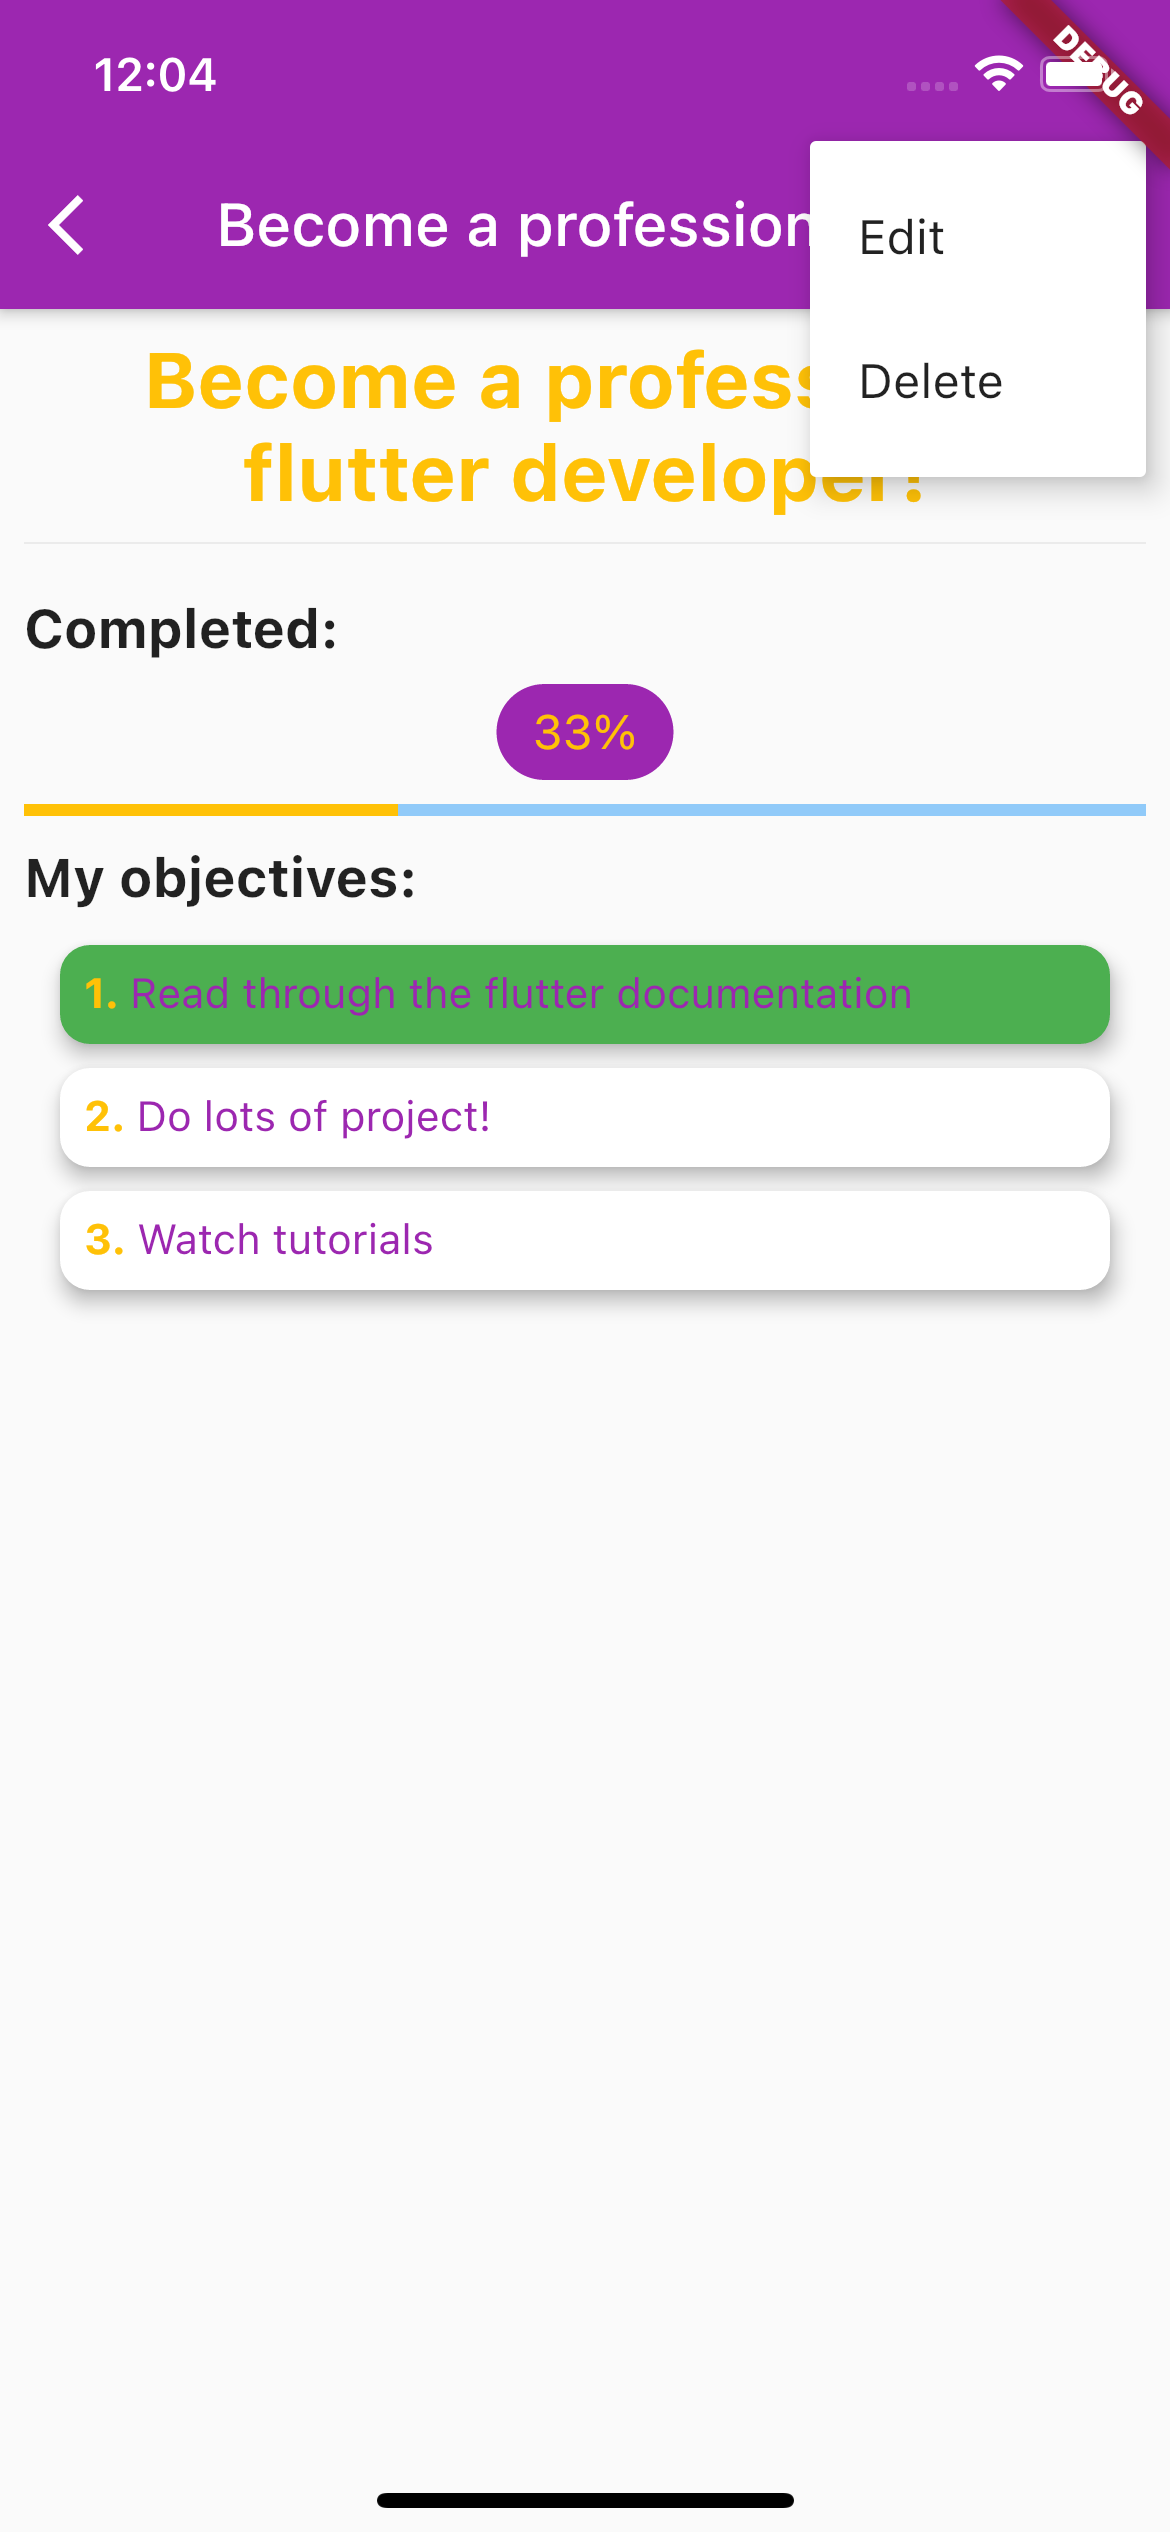 12:04
DEBUG
Become a profession
Edit
Delete
Become a profess
flutter developer!
Completed:
33%
My objectives:
1. Read through the flutter documentation
2. Do lots of project!
3. Watch tutorials